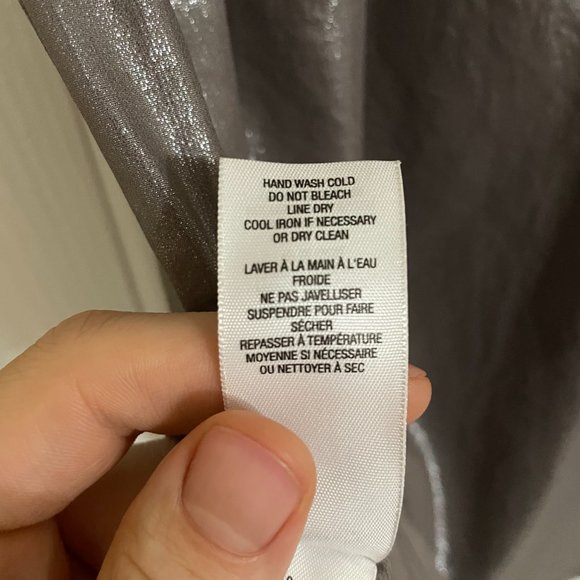 HAND WASH COLD
DO NOT BLEACH
LINE DRY
COOL IRON IF NECESSARY
OR DRY CLEAN
LAVER À LA MAIN À L'EAU
FROIDE
NE PAS JAVELLISER
SUSPENDRE POUR FAIRE
SÉCHER
REPASSER À TEMPÉRATURE
MOYENNE SI NÉCESSAIRE
OU NETTOYER À SEC